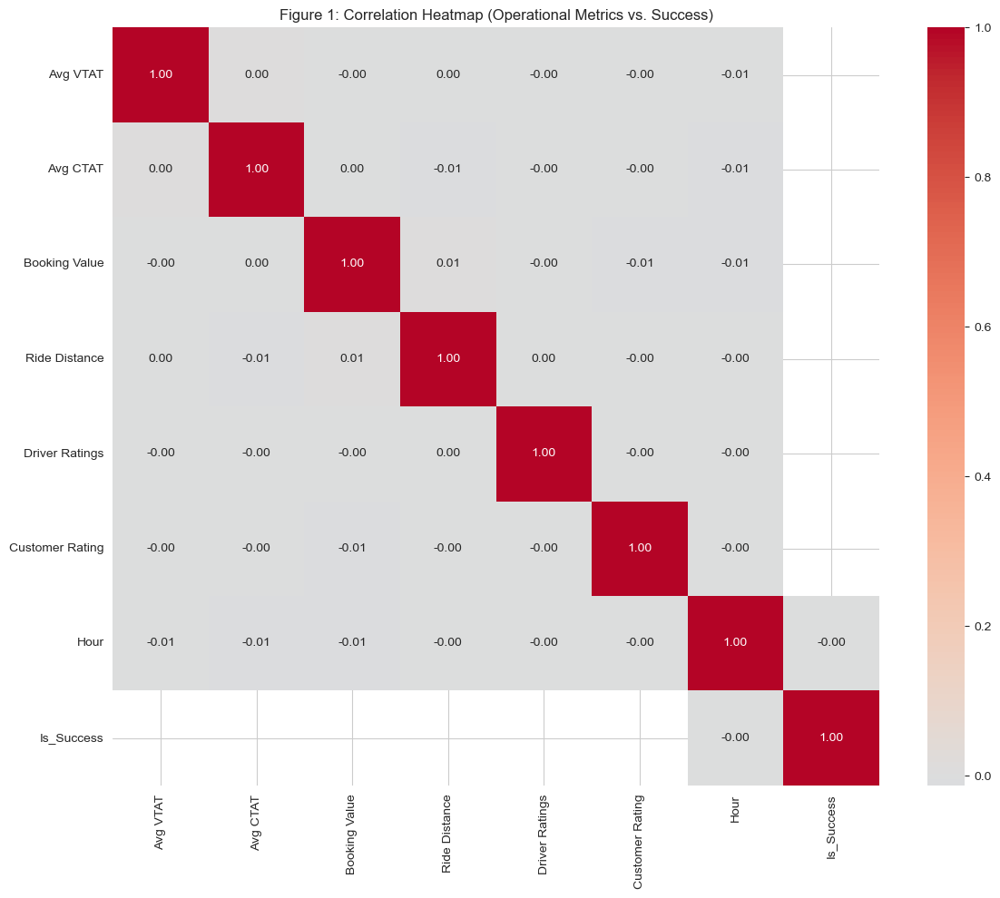 Figure 1: Correlation Heatmap (Operational Metrics vs. Success)
Avg VTAT 1.00 0.00 -0.00 0.00 -0.00 -0.00 -0.01
Avg CTAT 0.00 1.00 0.00 -0.01 -0.00 -0.00 -0.01
Booking Value -0.00 0.00 1.00 0.01 -0.00 -0.01 -0.01
Ride Distance 0.00 -0.01 0.01 1.00 0.00 -0.00 -0.00
Driver Ratings -0.00 -0.00 -0.00 0.00 1.00 -0.00 -0.00
Customer Rating -0.00 -0.00 -0.01 -0.00 -0.00 1.00 -0.00
Hour -0.01 -0.01 -0.01 -0.00 -0.00 -0.00 1.00 -0.00
Is_Success -0.00 1.00
Avg VTAT
Avg CTAT
Booking Value
Ride Distance
Driver Ratings
Customer Rating
Hour
Is_Success
1.0
0.8
0.6
0.4
0.2
0.0